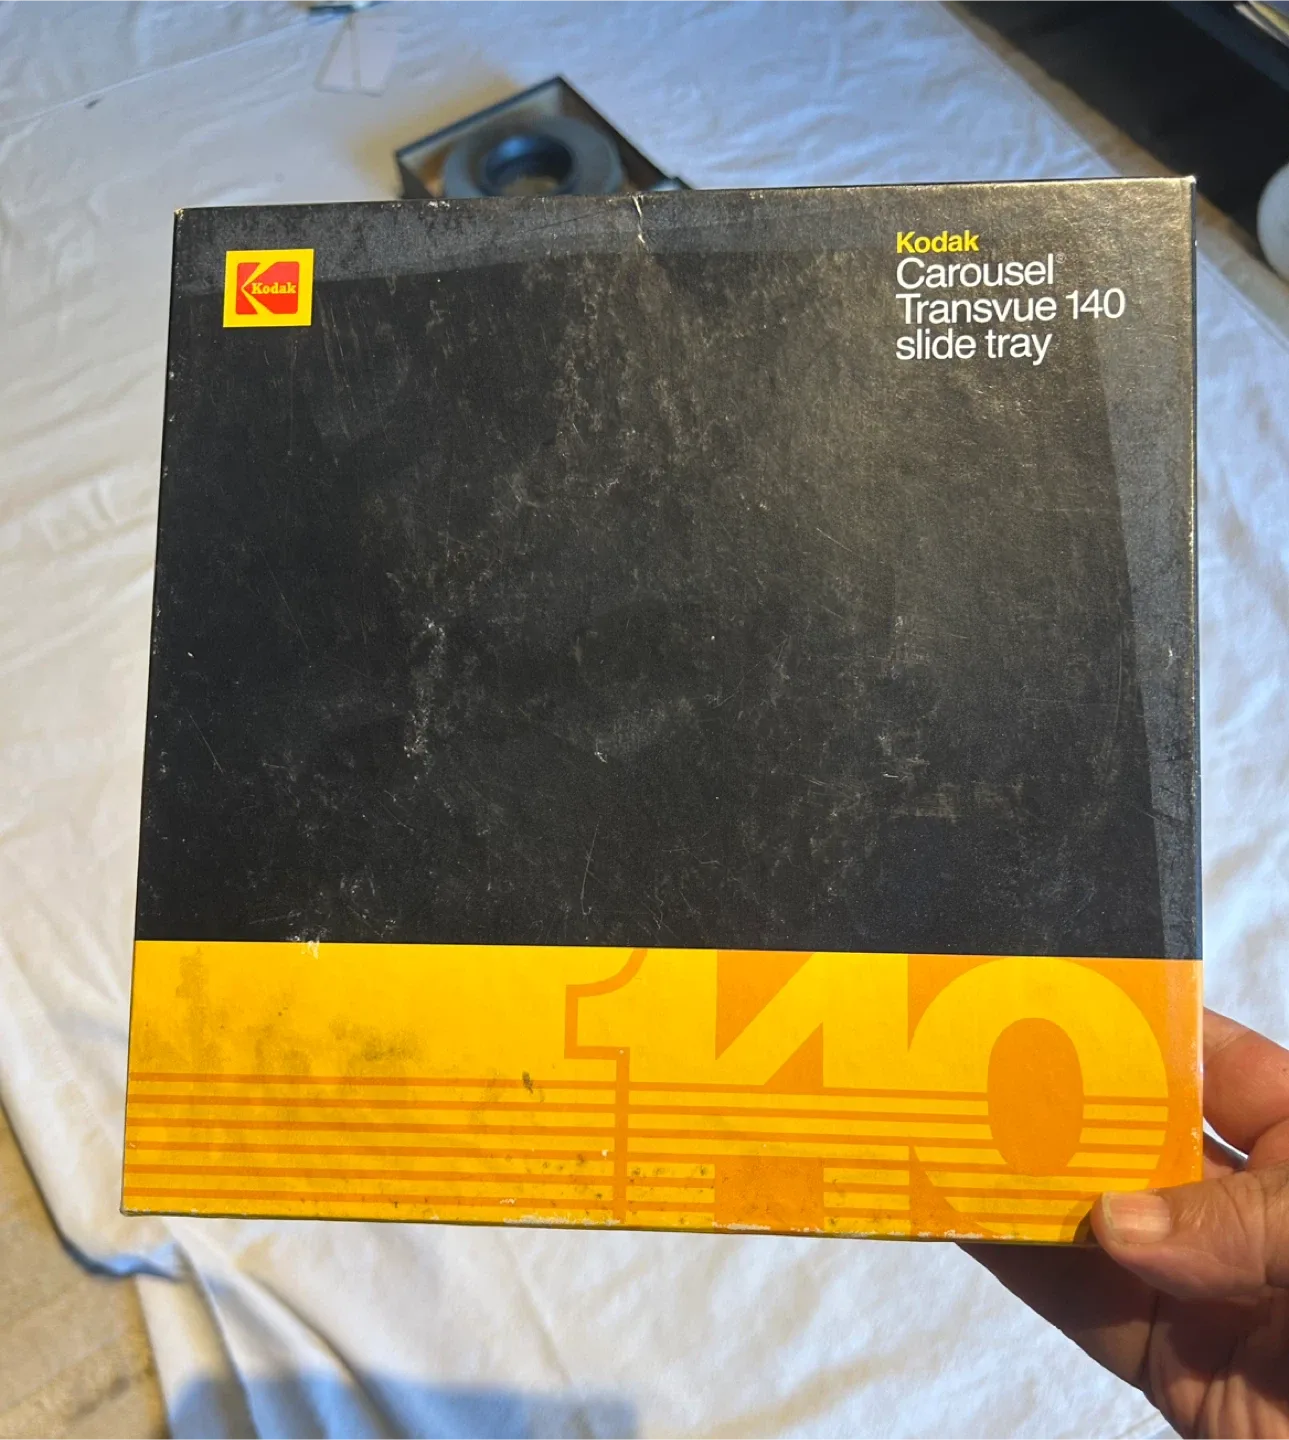 Kodak
Kodak
Carousel®
Transvue 140
slide tray
140